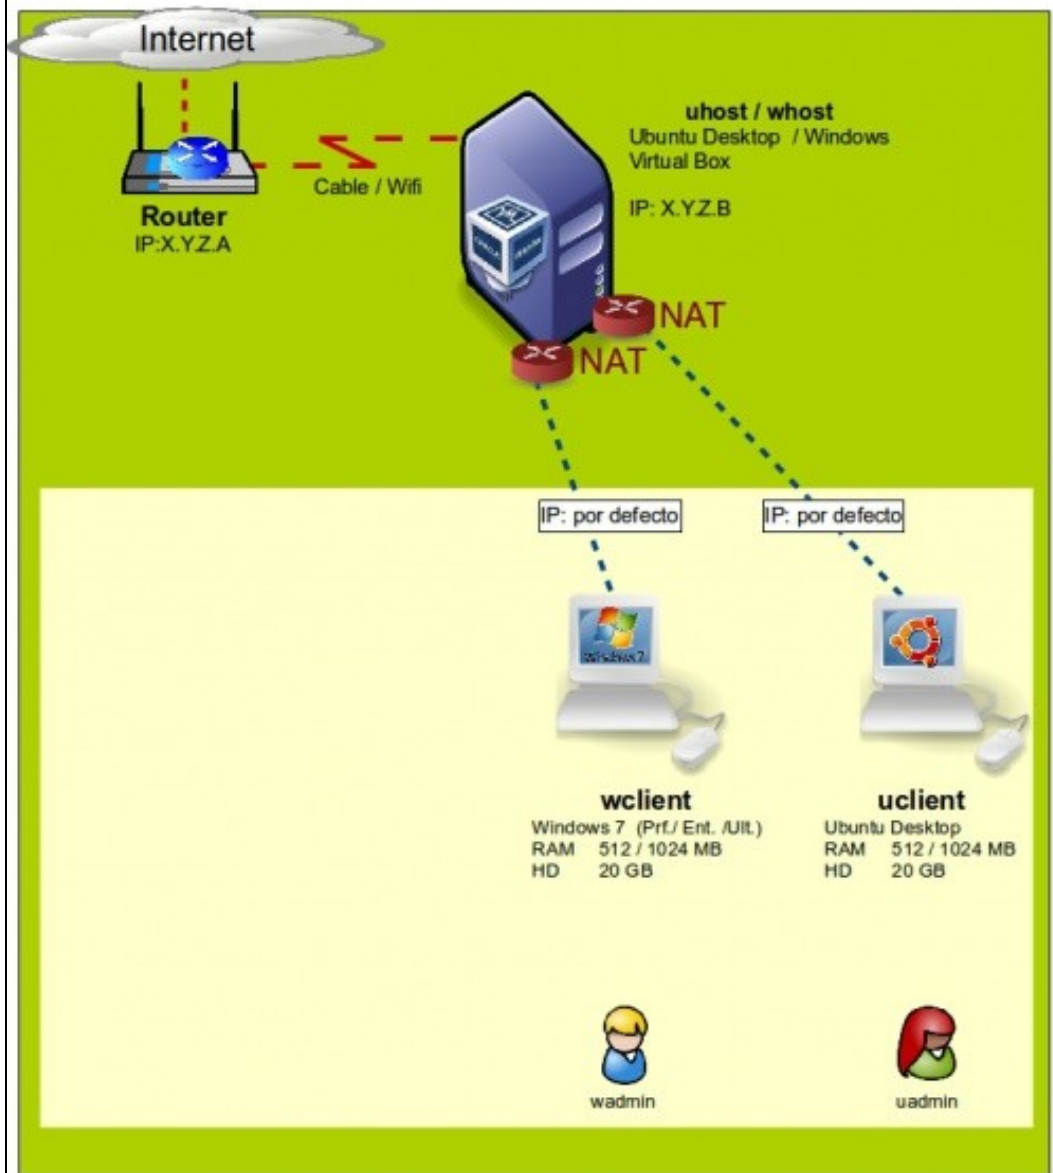 Internet
uhost / whost
Ubuntu Desktop / Windows
Virtual Box
Cable / Wifi
IP: X.Y.Z.B
Router
IP:X.Y.Z.A
NAT
NAT
IP: por defecto
IP: por defecto
Windows 7
wclient
Windows 7 (Prf./ Ent. /Ult.)
RAM 512 / 1024 MB
HD 20 GB
uclient
Ubuntu Desktop
RAM 512 / 1024 MB
HD 20 GB
wadmin
uadmin